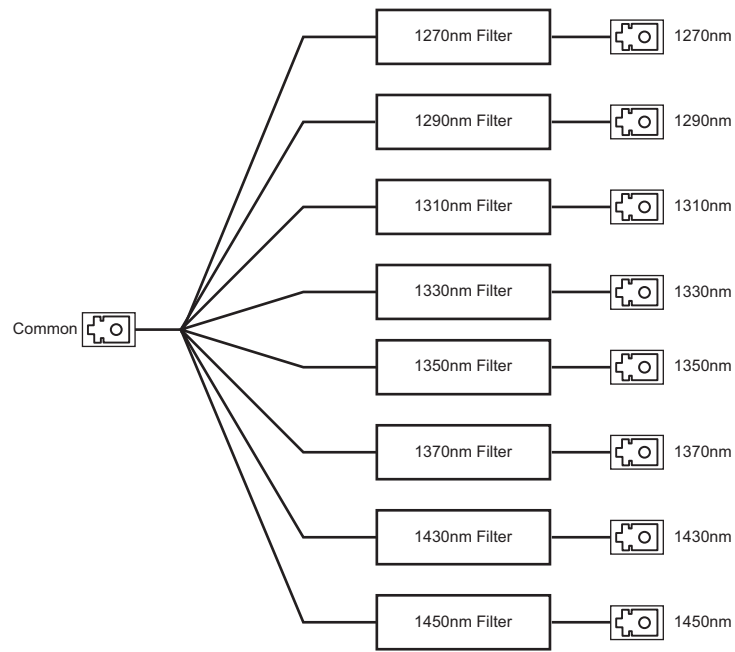 1270nm Filter 1270nm
1290nm Filter 1290nm
1310nm Filter 1310nm
1330nm Filter 1330nm
Common
1350nm Filter 1350nm
1370nm Filter 1370nm
1430nm Filter 1430nm
1450nm Filter 1450nm